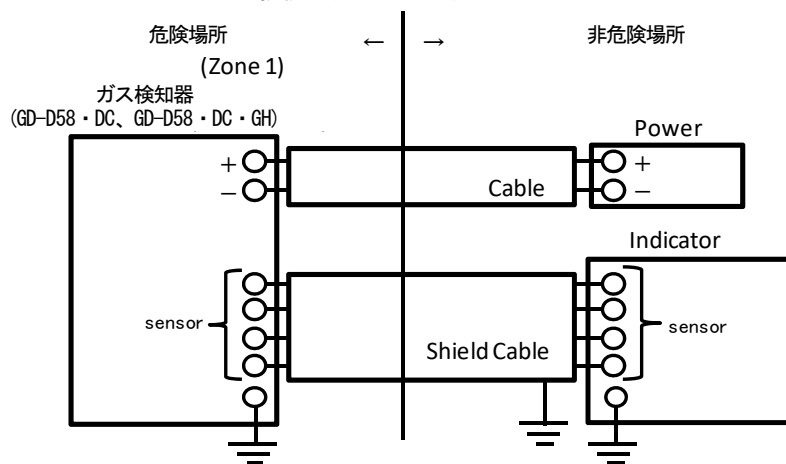 危険場所
←
→
非危険場所
(Zone 1)
ガス検知器
(GD-D58・DC、GD-D58・DC・GH)
Power
+
+
−
Cable
−
Indicator
sensor
sensor
Shield Cable